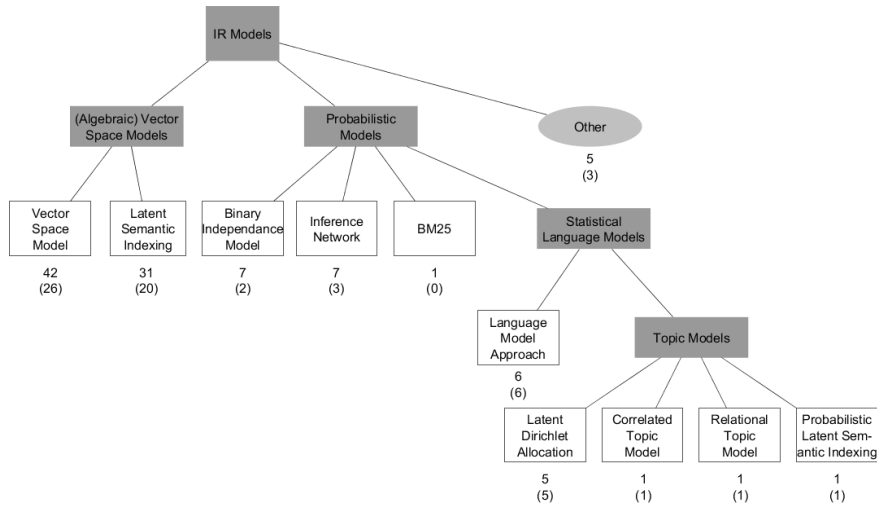 IR Models
(Algebraic) Vector
Space Models
Probabilistic
Models
Other
5
(3)
Vector
Space
Model
42
(26)
Latent
Semantic
Indexing
31
(20)
Binary
Independance
Model
7
(2)
Inference
Network
7
(3)
BM25
1
(0)
Statistical
Language Models
Language
Model
Approach
6
(6)
Topic Models
Latent
Dirichlet
Allocation
5
(5)
Correlated
Topic
Model
1
(1)
Relational
Topic
Model
1
(1)
Probabilistic
Latent Sem-
antic Indexing
1
(1)